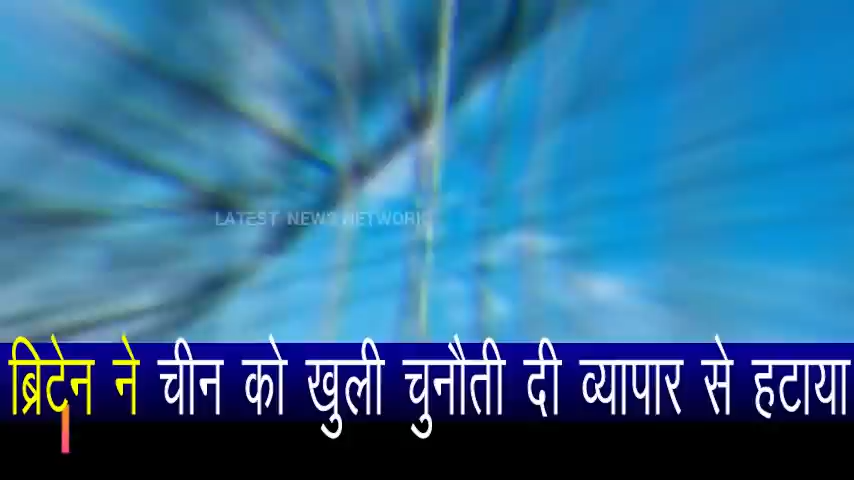 LATEST NEWS NETWORK
ब्रिटेन ने चीन को खुली चुनौती दी व्यापार से हटाया